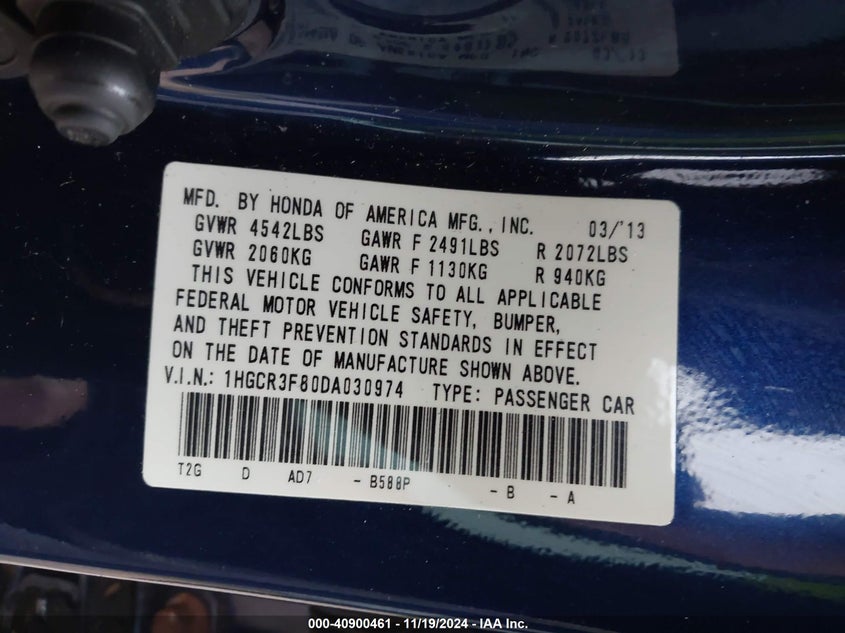 MFD. BY HONDA OF AMERICA MFG., INC. 03/'13
GVWR 4542LBS GAWR F 2491LBS R 2072LBS
GVWR 2060KG GAWR F 1130KG R 940KG
THIS VEHICLE CONFORMS TO ALL APPLICABLE
FEDERAL MOTOR VEHICLE SAFETY, BUMPER,
AND THEFT PREVENTION STANDARDS IN EFFECT
ON THE DATE OF MANUFACTURE SHOWN ABOVE.
V.I.N.: 1HGCR3F80DA030974 TYPE: PASSENGER CAR
T2G D AD7 - B588P - B - A
000-40900461 - 11/19/2024 - IAA Inc.